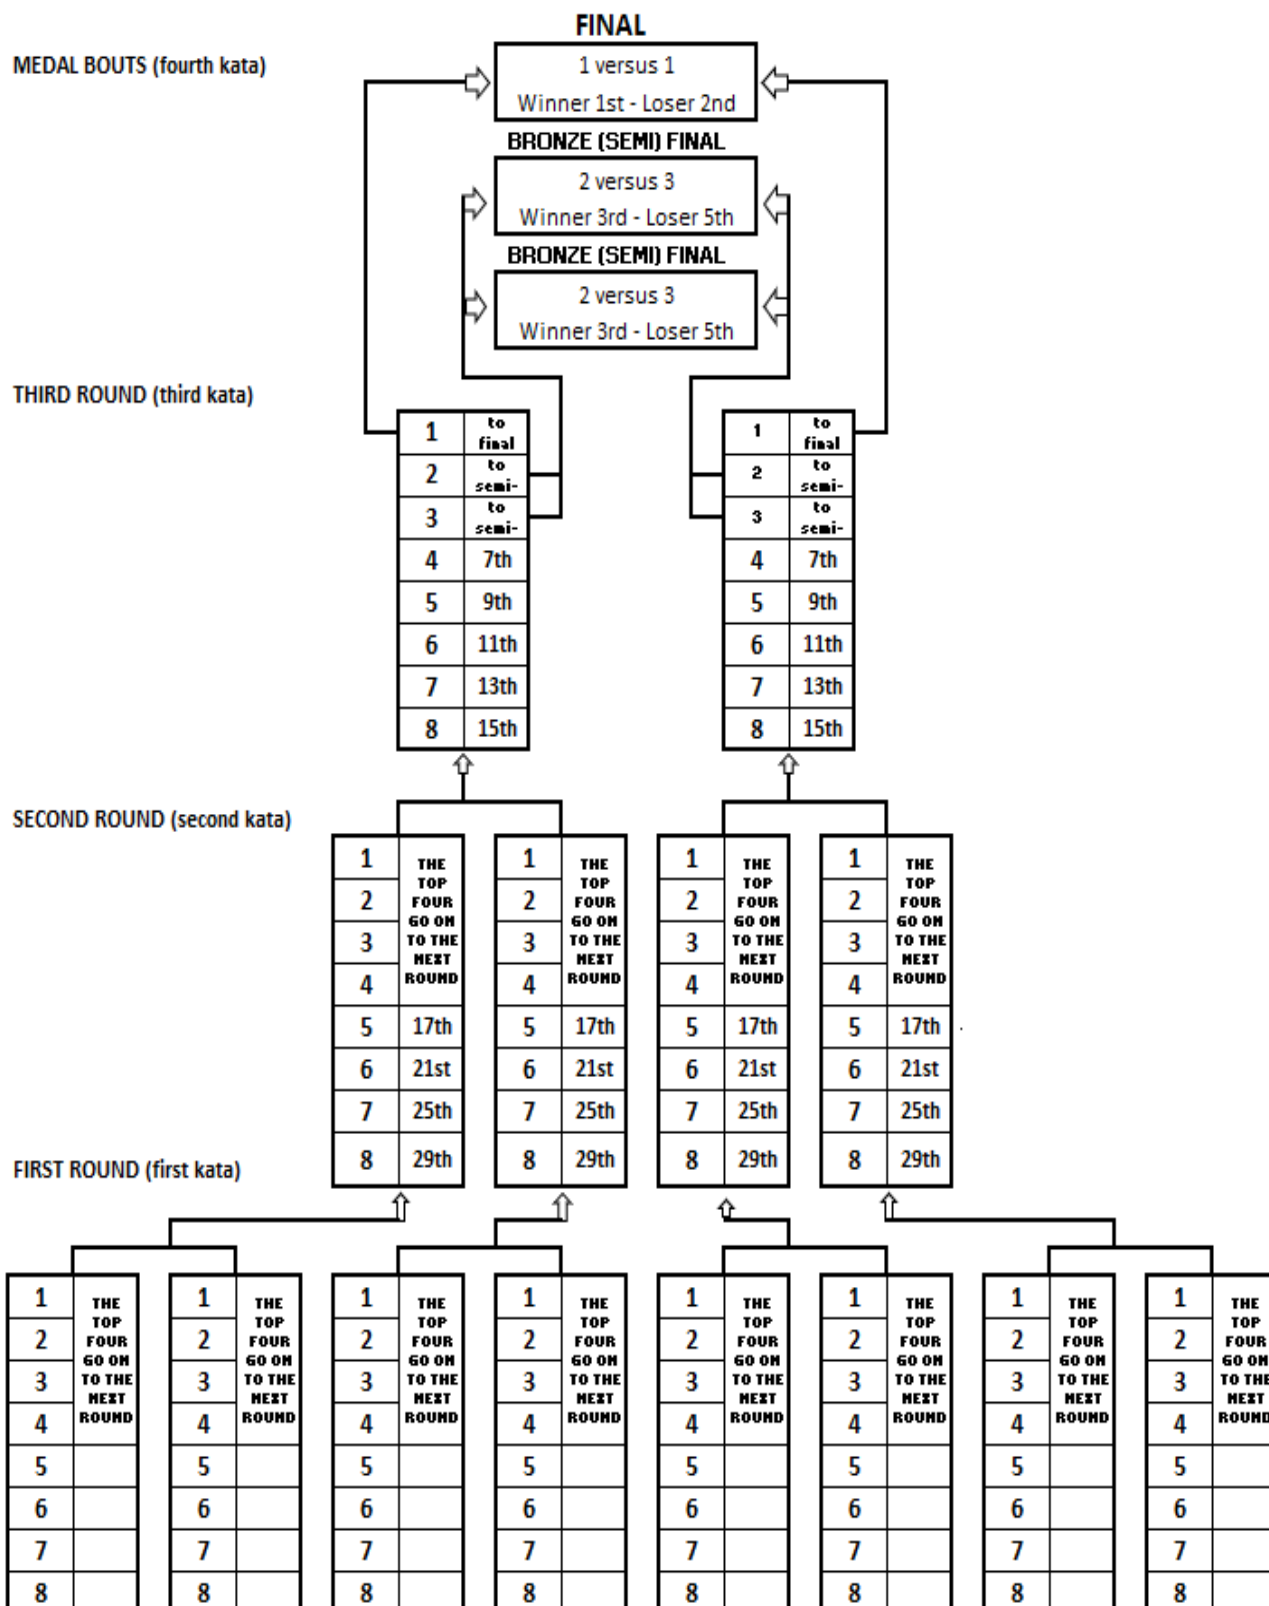 FINAL
MEDAL BOUTS (fourth kata)
1 versus 1
Winner 1st - Loser 2nd
BRONZE (SEMI) FINAL
2 versus 3
Winner 3rd - Loser 5th
BRONZE (SEMI) FINAL
2 versus 3
Winner 3rd - Loser 5th
THIRD ROUND (third kata)
1 to final 1 to final
2 to semi- 2 to semi-
3 to semi- 3 to semi-
4 7th 4 7th
5 9th 5 9th
6 11th 6 11th
7 13th 7 13th
8 15th 8 15th
SECOND ROUND (second kata)
1 1 1 1
THE THE THE THE
TOP TOP TOP TOP
2 2 2 2
FOUR FOUR FOUR FOUR
GO ON GO ON GO ON GO ON
3 3 3 3
TO THE TO THE TO THE TO THE
NEXT NEXT NEXT NEXT
4 4 4 4
ROUND ROUND ROUND ROUND
5 17th 5 17th 5 17th 5 17th
6 21st 6 21st 6 21st 6 21st
7 25th 7 25th 7 25th 7 25th
8 29th 8 29th 8 29th 8 29th
FIRST ROUND (first kata)
1 1 1 1 1 1 1 1
THE THE THE THE THE THE THE THE
TOP TOP TOP TOP TOP TOP TOP TOP
2 2 2 2 2 2 2 2
FOUR FOUR FOUR FOUR FOUR FOUR FOUR FOUR
GO ON GO ON GO ON GO ON GO ON GO ON GO ON GO ON
3 3 3 3 3 3 3 3
TO THE TO THE TO THE TO THE TO THE TO THE TO THE TO THE
NEXT NEXT NEXT NEXT NEXT NEXT NEXT NEXT
4 4 4 4 4 4 4 4
ROUND ROUND ROUND ROUND ROUND ROUND ROUND ROUND
5 5 5 5 5 5 5 5
6 6 6 6 6 6 6 6
7 7 7 7 7 7 7 7
8 8 8 8 8 8 8 8